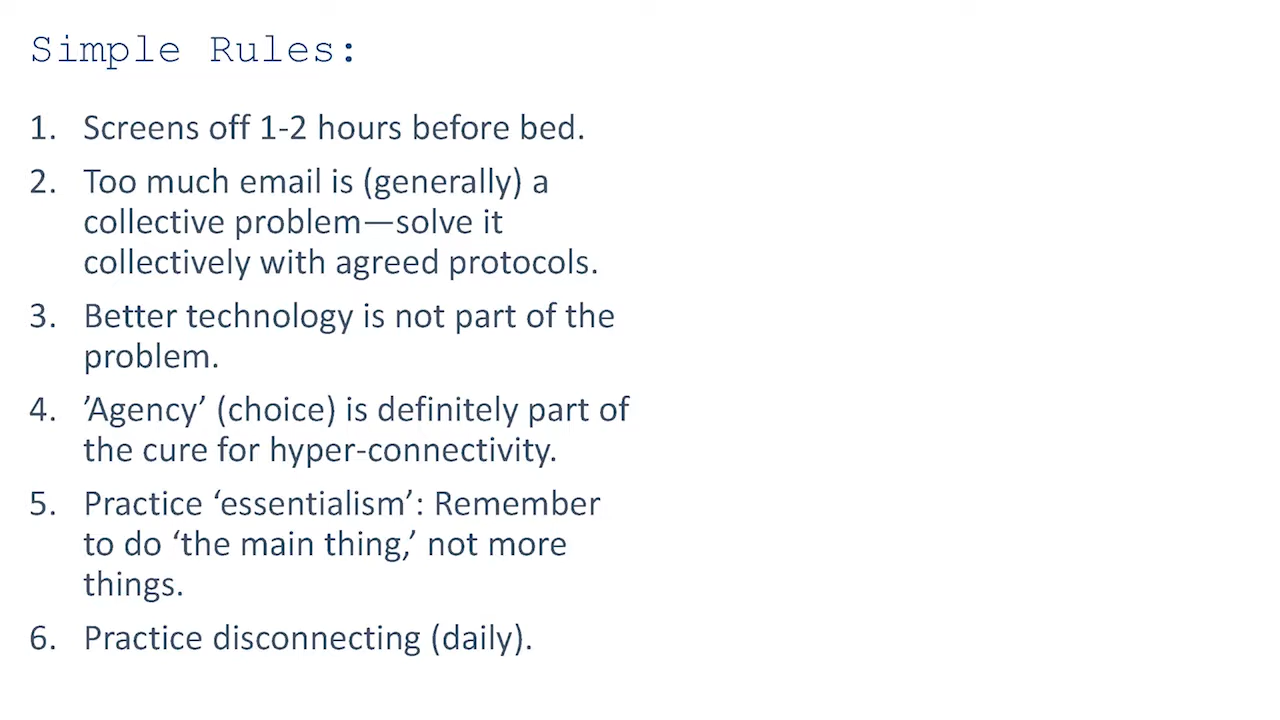 Simple Rules:
1. Screens off 1-2 hours before bed.
2. Too much email is (generally) a
collective problem—solve it
collectively with agreed protocols.
3. Better technology is not part of the
problem.
4. ’Agency’ (choice) is definitely part of
the cure for hyper-connectivity.
5. Practice ‘essentialism’: Remember
to do ‘the main thing,’ not more
things.
6. Practice disconnecting (daily).